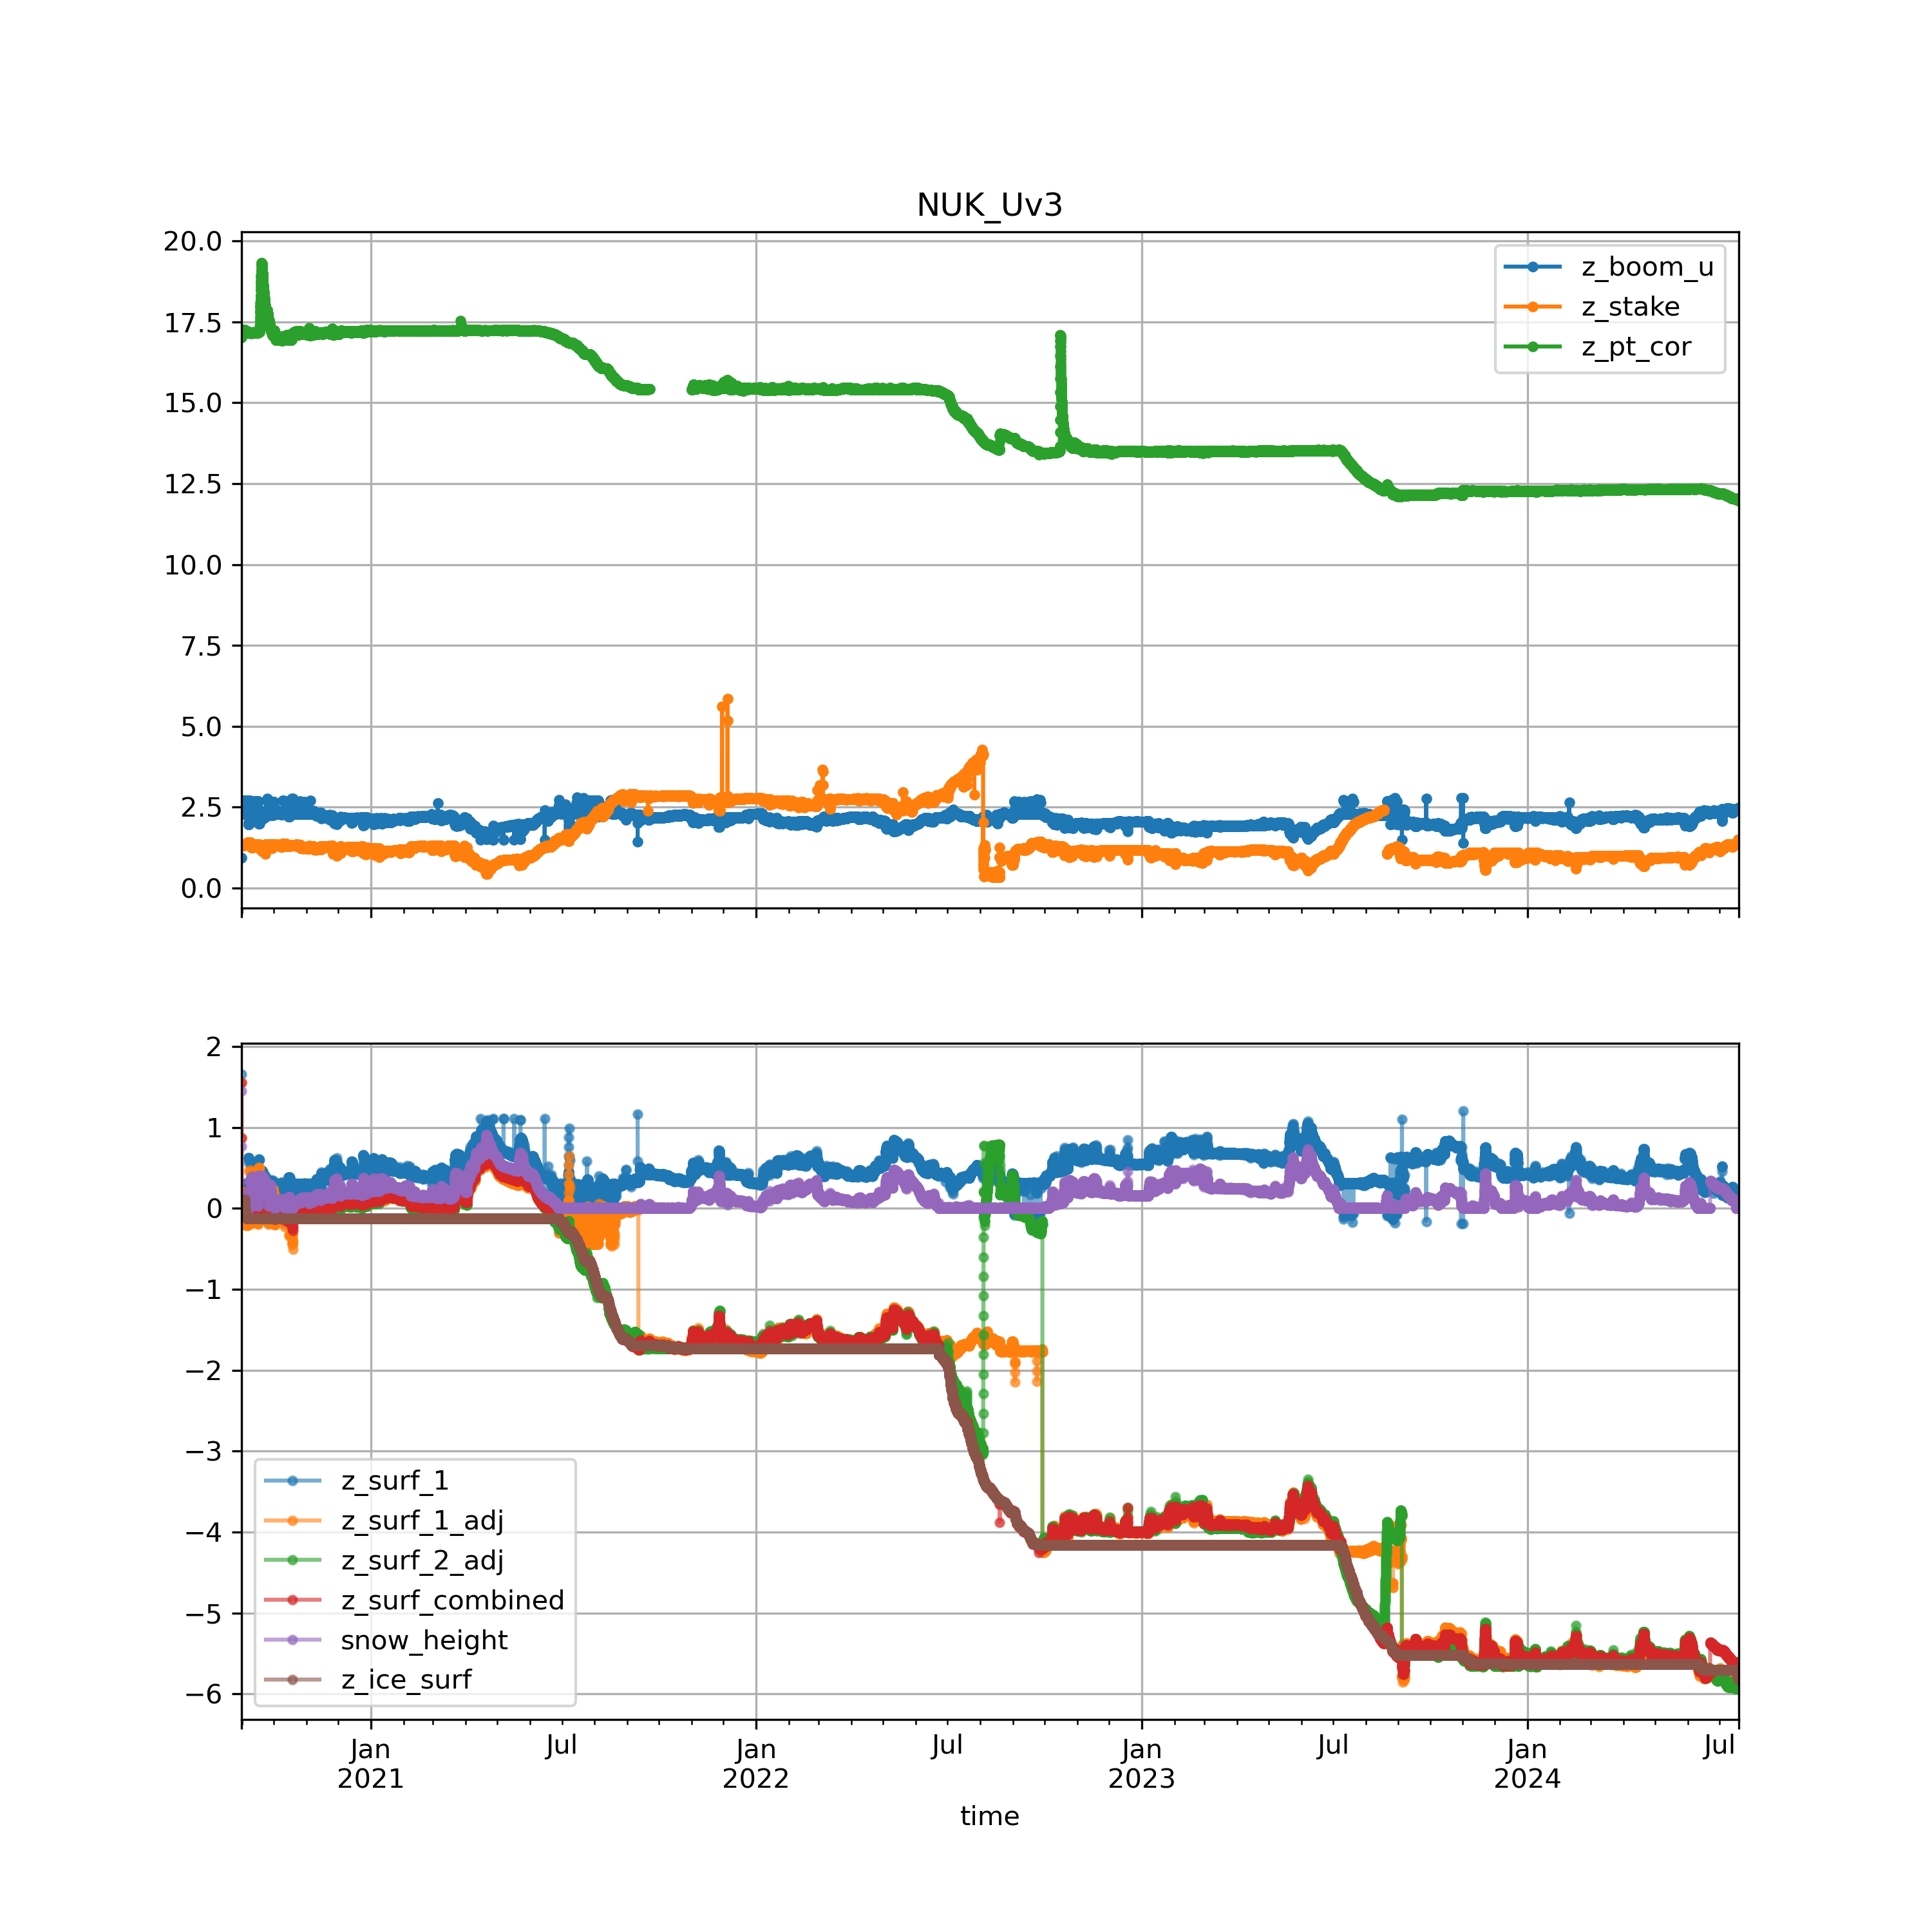 NUK_Uv3
20.0
17.5
15.0
12.5
10.0
7.5
5.0
2.5
0.0
z_boom_u
z_stake
z_pt_cor
2
1
0
−1
−2
−3
−4
−5
−6
z_surf_1
z_surf_1_adj
z_surf_2_adj
z_surf_combined
snow_height
z_ice_surf
Jan Jul Jan Jul Jan Jul Jan Jul
2021 2022 2023 2024
time